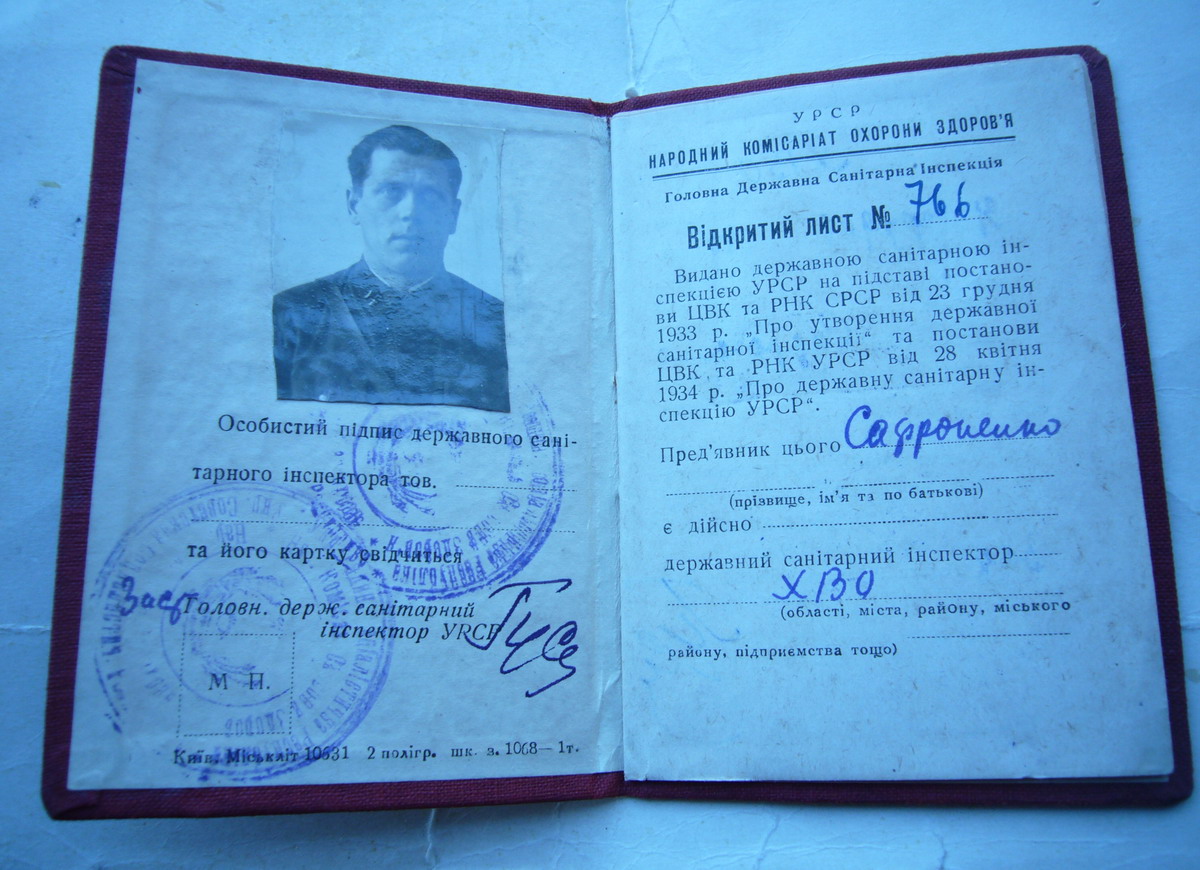 Особистий підпис державного сані-
тарного інспектора тов.
та його картку свідчиться
Заст Головн. держ. санітарний
інспектор УРСР
М П.
Київ. Міськліт 10631 2 полігр. шк. з. 1068—1т.
УРСР
НАРОДНИЙ КОМІСАРІАТ ОХОРОНИ ЗДОРОВ'Я
Головна Державна Санітарна Інспекція
Відкритий лист № 766
Видано державною санітарною ін-
спекцією УРСР на підставі постано-
ви ЦВК та РНК СРСР від 23 грудня
1933 р. „Про утворення державної
санітарної інспекції“ та постанови
ЦВК та РНК УРСР від 28 квітня
1934 р. „Про державну санітарну ін-
спекцію УРСР“.
Пред'явник цього Сафроненко
(прізвище, ім'я та по батькові)
є дійсно
державний санітарний інспектор
ХВО
(області, міста, району, міського
району, підприємства тощо)